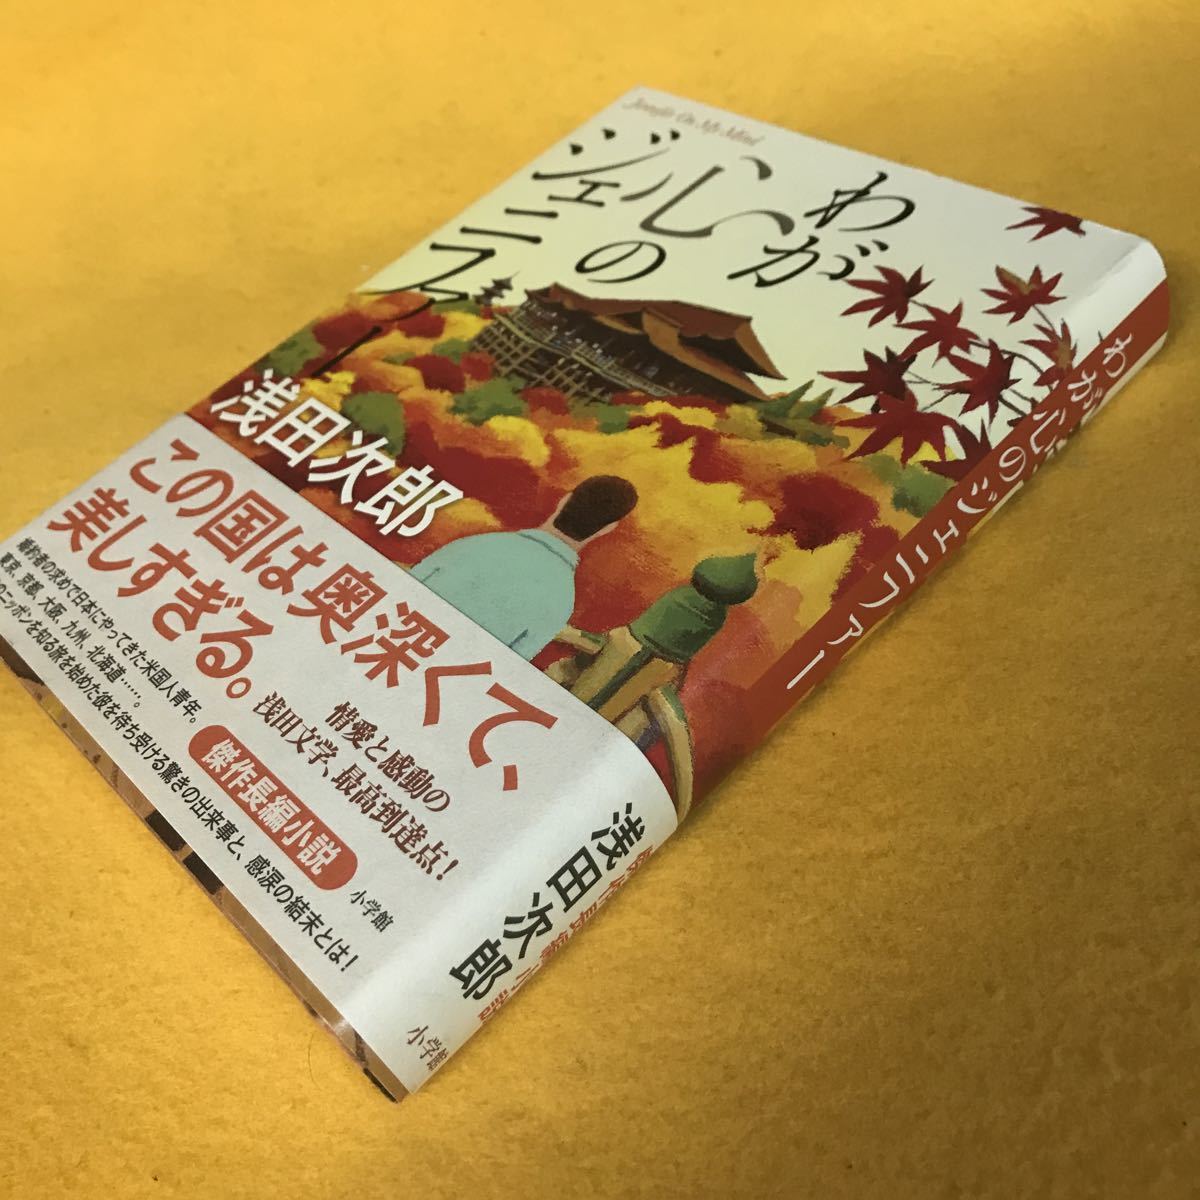 Jennifer On My Mind
わが
心の
ジェニファー
浅田次郎
この国は奥深くて、
美しすぎる。
情愛と感動の
浅田文学、最高到達点!
婚約者の求めで日本にやってきた米国人青年。
東京、京都、大阪、九州、北海道……。
ニッポンを知る旅を始めた彼を待ち受ける驚きの出来事と、感涙の結末とは!
傑作長編小説
小学館
わが心のジェニファー
浅田次郎
小学館